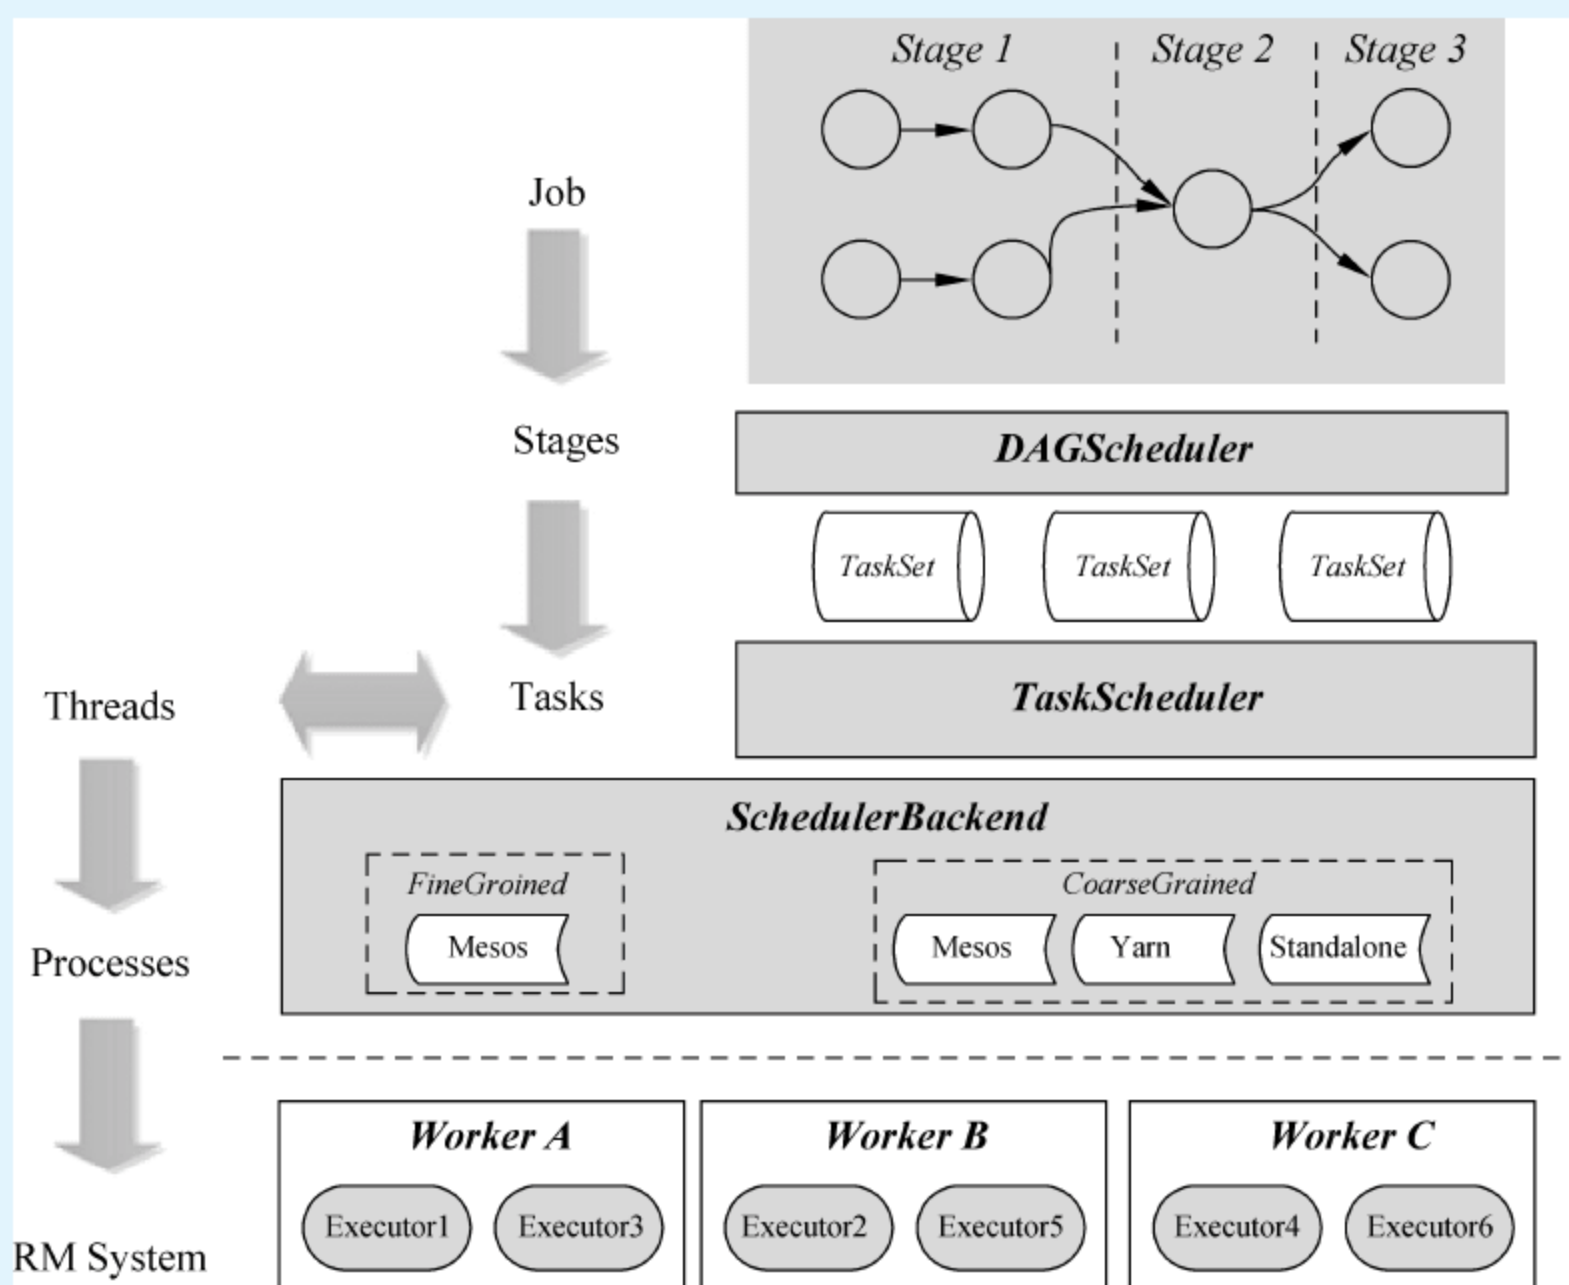 Stage 1 Stage 2 Stage 3
Job
Stages
DAGScheduler
TaskSet TaskSet TaskSet
Threads
Tasks
TaskScheduler
SchedulerBackend
FineGroined
CoarseGrained
Mesos
Mesos
Yarn
Standalone
Processes
Worker A
Worker B
Worker C
Executor1 Executor3
Executor2 Executor5
Executor4 Executor6
RM System